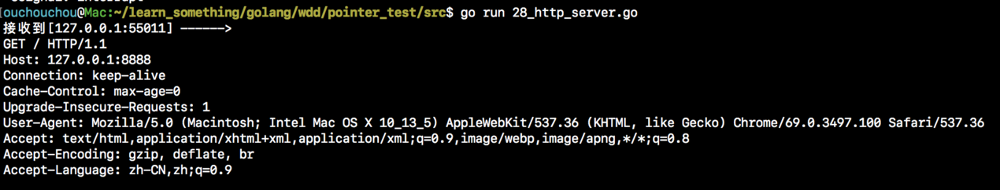 [ouchouchou@Mac:~/learn_something/golang/wdd/pointer_test/src$ go run 28_http_server.go
接收到[127.0.0.1:55011] ------>
GET / HTTP/1.1
Host: 127.0.0.1:8888
Connection: keep-alive
Cache-Control: max-age=0
Upgrade-Insecure-Requests: 1
User-Agent: Mozilla/5.0 (Macintosh; Intel Mac OS X 10_13_5) AppleWebKit/537.36 (KHTML, like Gecko) Chrome/69.0.3497.100 Safari/537.36
Accept: text/html,application/xhtml+xml,application/xml;q=0.9,image/webp,image/apng,*/*;q=0.8
Accept-Encoding: gzip, deflate, br
Accept-Language: zh-CN,zh;q=0.9